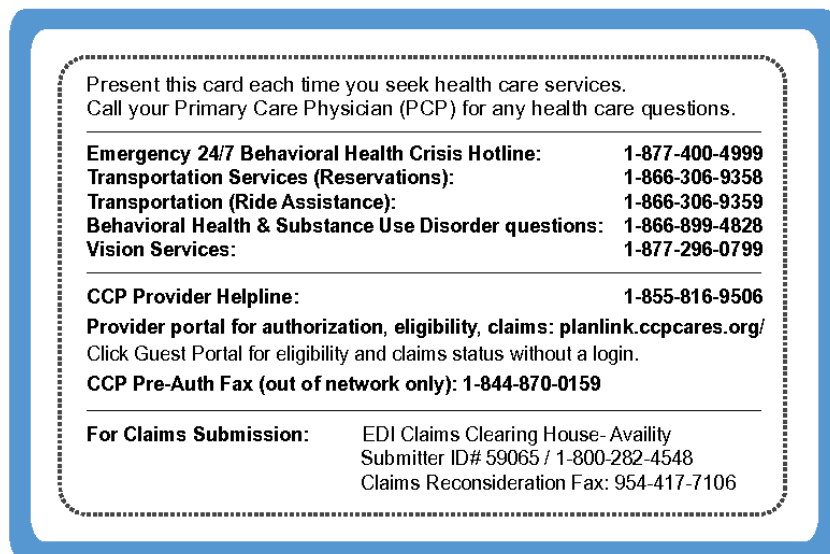 Present this card each time you seek health care services.
Call your Primary Care Physician (PCP) for any health care questions.
Emergency 24/7 Behavioral Health Crisis Hotline: 1-877-400-4999
Transportation Services (Reservations): 1-866-306-9358
Transportation (Ride Assistance): 1-866-306-9359
Behavioral Health & Substance Use Disorder questions: 1-866-899-4828
Vision Services: 1-877-296-0799
CCP Provider Helpline: 1-855-816-9506
Provider portal for authorization, eligibility, claims: planlink.ccpcares.org/
Click Guest Portal for eligibility and claims status without a login.
CCP Pre-Auth Fax (out of network only): 1-844-870-0159
For Claims Submission: EDI Claims Clearing House- Availity
Submitter ID# 59065 / 1-800-282-4548
Claims Reconsideration Fax: 954-417-7106